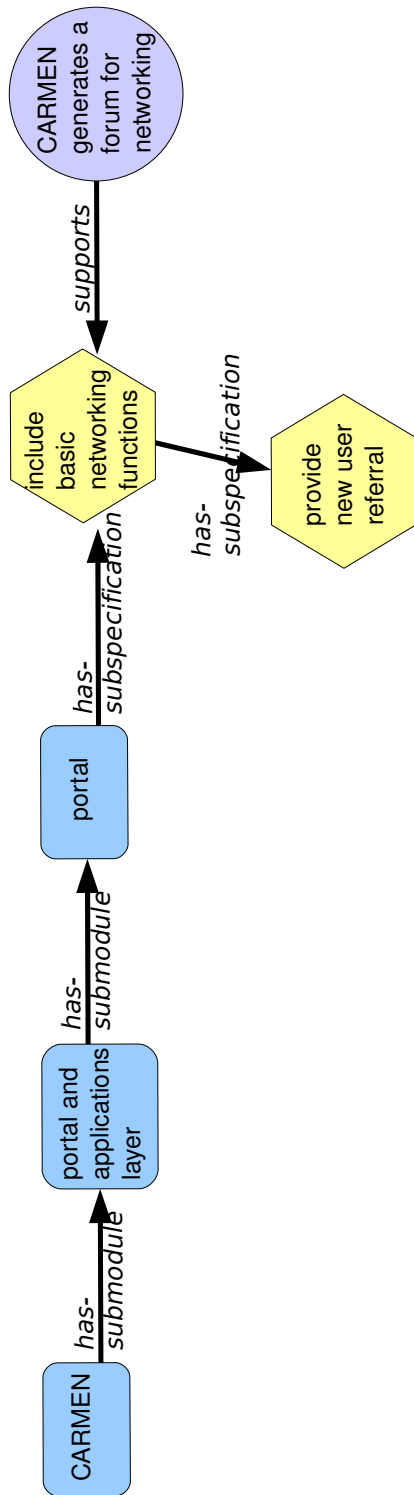 CARMEN
has-
submodule
portal and
applications
layer
has-
submodule
portal
has-
subspecification
include
basic
networking
functions
supports
CARMEN
generates a
forum for
networking
has-
subspecification
provide
new user
referral